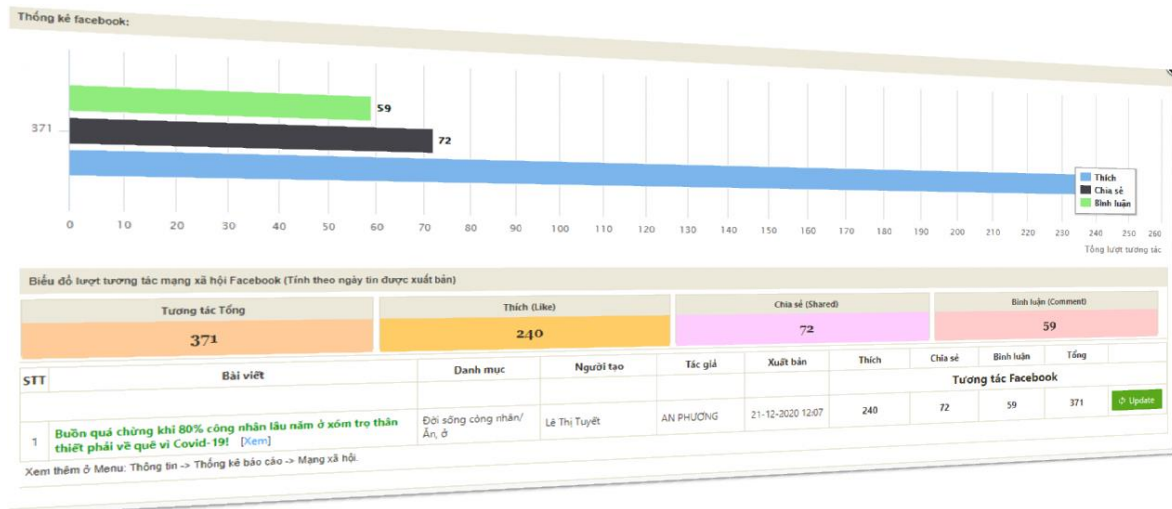 Thống kê facebook:
59
371
72
Thích
Chia sẻ
Bình luận
0 10 20 30 40 50 60 70 80 90 100 110 120 130 140 150 160 170 180 190 200 210 220 230 240 250 260
Tổng lượt tương tác
Biểu đồ lượt tương tác mạng xã hội Facebook (Tính theo ngày tin được xuất bản)
Tương tác Tổng Thích (Like) Chia sẻ (Shared) Bình luận (Comment)
371 240 72 59
STT Bài viết Danh mục Người tạo Tác giả Xuất bản Thích Chia sẻ Bình luận Tổng
Tương tác Facebook
1 Buồn quá chừng khi 80% công nhân lâu năm ở xóm trọ thân Đời sống công nhân/ Lê Thị Tuyết AN PHƯƠNG 21-12-2020 12:07 240 72 59 371 Update
thiết phải về quê vì Covid-19! [Xem] Ăn, ở
Xem thêm ở Menu: Thông tin -> Thống kê báo cáo -> Mạng xã hội.